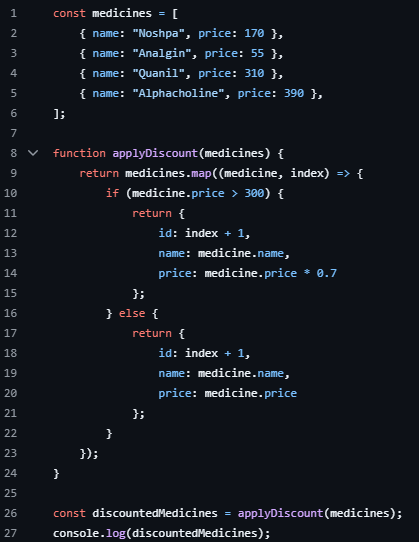 1 const medicines = [
2     { name: "Noshpa", price: 170 },
3     { name: "Analgin", price: 55 },
4     { name: "Quanil", price: 310 },
5     { name: "Alphacholine", price: 390 },
6 ];
7
8 function applyDiscount(medicines) {
9     return medicines.map((medicine, index) => {
10         if (medicine.price > 300) {
11             return {
12                 id: index + 1,
13                 name: medicine.name,
14                 price: medicine.price * 0.7
15             };
16         } else {
17             return {
18                 id: index + 1,
19                 name: medicine.name,
20                 price: medicine.price
21             };
22         }
23     });
24 }
25
26 const discountedMedicines = applyDiscount(medicines);
27 console.log(discountedMedicines);